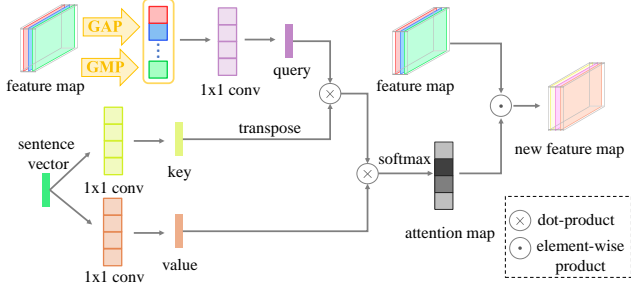 GAP
GMP
feature map
1x1 conv
query
feature map
new feature map
sentence
vector
1x1 conv
key
transpose
softmax
attention map
1x1 conv
value
dot-product
element-wise
product